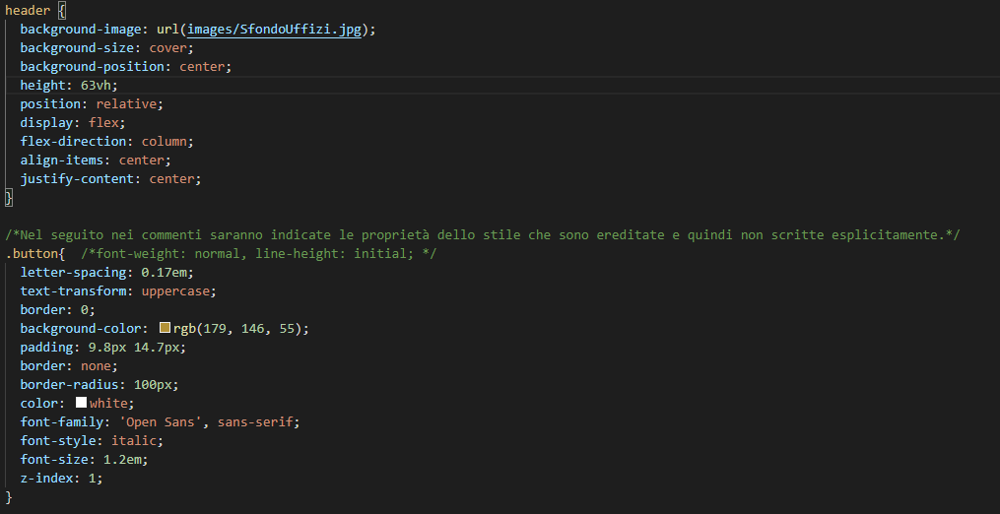 header {
background-image: url(images/SfondoUffizi.jpg);
background-size: cover;
background-position: center;
height: 63vh;
position: relative;
display: flex;
flex-direction: column;
align-items: center;
justify-content: center;
}
/*Nel seguito nei commenti saranno indicate le proprietà dello stile che sono ereditate e quindi non scritte esplicitamente.*/
.button{  /*font-weight: normal, line-height: initial; */
letter-spacing: 0.17em;
text-transform: uppercase;
border: 0;
background-color: rgb(179, 146, 55);
padding: 9.8px 14.7px;
border: none;
border-radius: 100px;
color: white;
font-family: 'Open Sans', sans-serif;
font-style: italic;
font-size: 1.2em;
z-index: 1;
}